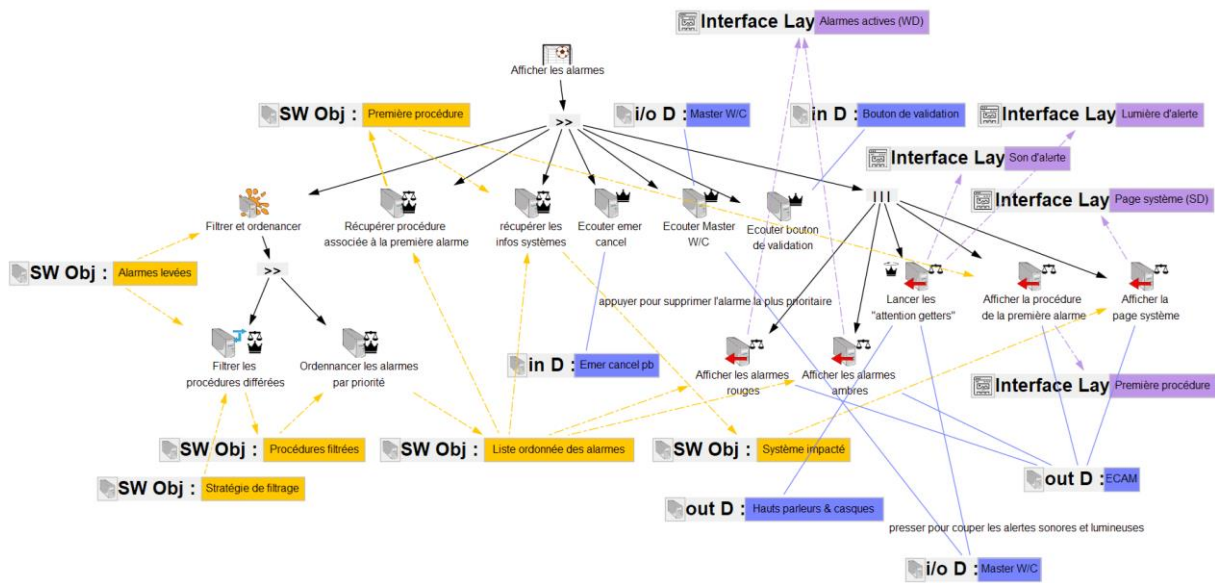 Interface Lay Alarmes actives (WD)
Afficher les alarmes
SW Obj : Première procédure
>>
i/o D : Master W/C
in D : Bouton de validation
Interface Lay Lumière d'alerte
Interface Lay Son d'alerte
|||
Interface Lay Page système (SD)
Filtrer et ordenancer
Récupérer procédure
associée à la première alarme
récupérer les
infos systèmes
Ecouter emer
cancel
Ecouter Master
W/C
Ecouter bouton
de validation
SW Obj : Alarmes levées
>>
appuyer pour supprimer l'alarme la plus prioritaire
Lancer les
"attention getters"
Afficher la procédure
de la première alarme
Afficher la
page système
Filtrer les
procédures différées
Ordennancer les alarmes
par priorité
in D : Emer cancel pb
Afficher les alarmes
rouges
Afficher les alarmes
ambres
Interface Lay Première procédure
SW Obj : Procédures filtrées
SW Obj : Liste ordonnée des alarmes
SW Obj : Système impacté
SW Obj : Stratégie de filtrage
out D : ECAM
out D : Hauts parleurs & casques
presser pour couper les alertes sonores et lumineuses
i/o D : Master W/C